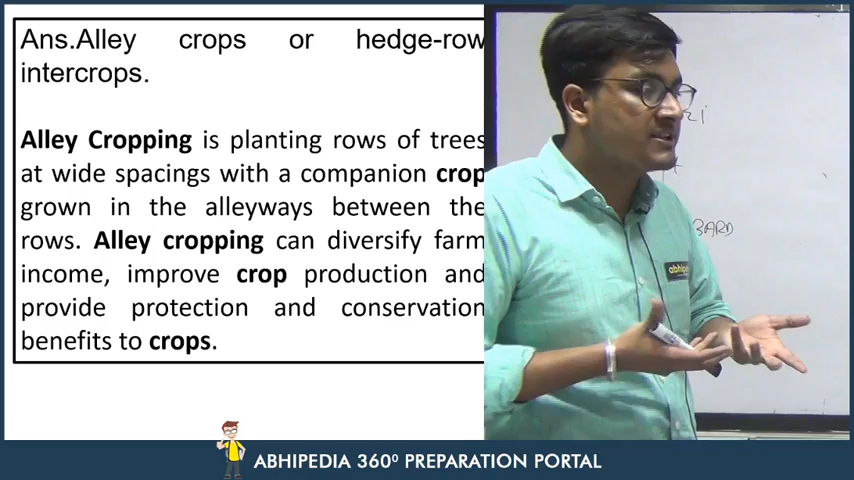 Ans.Alley crops or hedge-row
intercrops.
Alley Cropping is planting rows of trees
at wide spacings with a companion crop
grown in the alleyways between the
rows. Alley cropping can diversify farm
income, improve crop production and
provide protection and conservation
benefits to crops.
ABHIPEDIA 360⁰ PREPARATION PORTAL